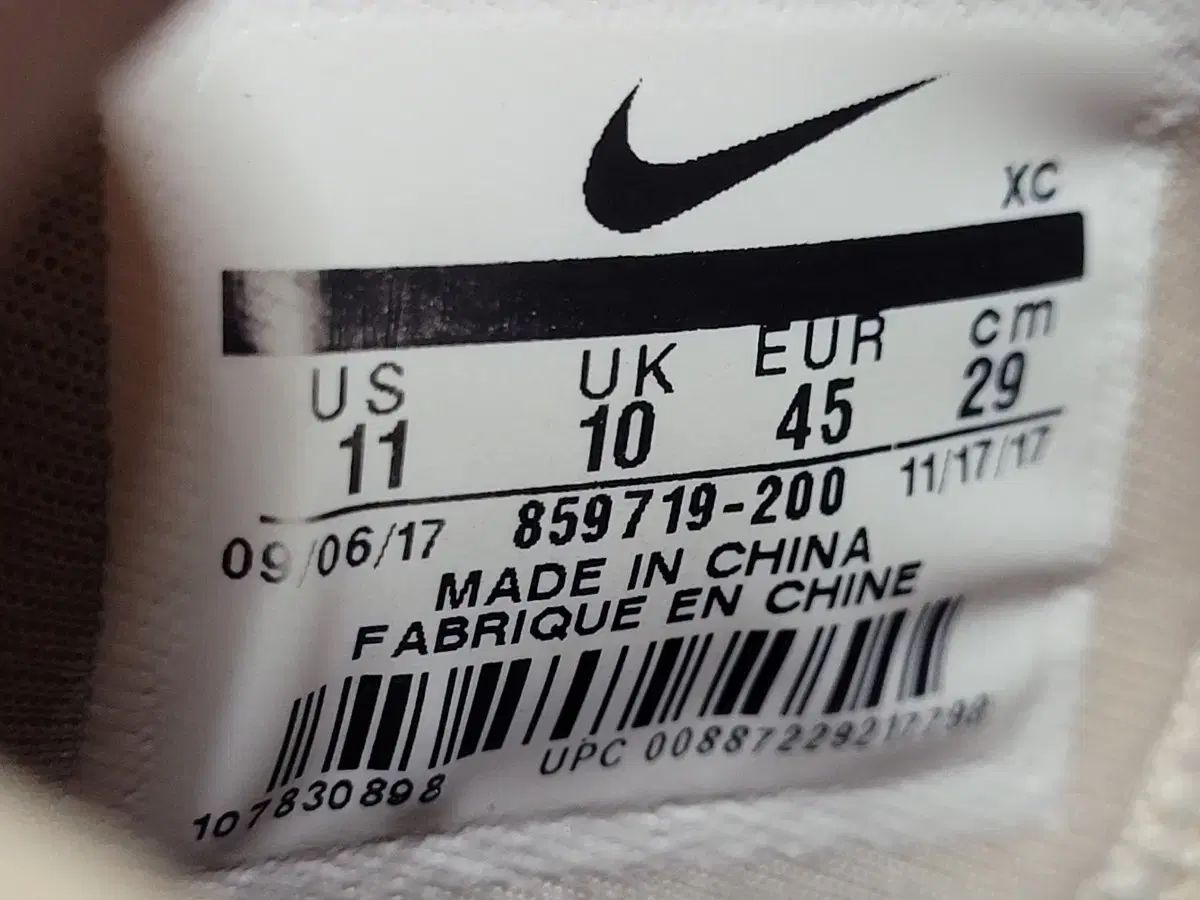 XC
US UK EUR cm
11 10 45 29
09/06/17 859719-200 11/17/17
MADE IN CHINA
FABRIQUE EN CHINE
107830898 UPC